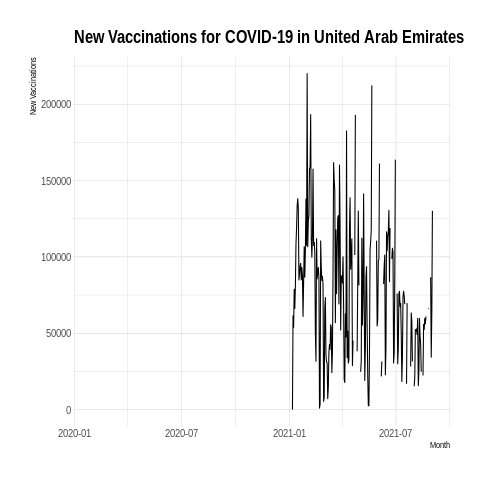 New Vaccinations for COVID-19 in United Arab Emirates
New Vaccinations
200000
150000
100000
50000
0
2020-01 2020-07 2021-01 2021-07
Month